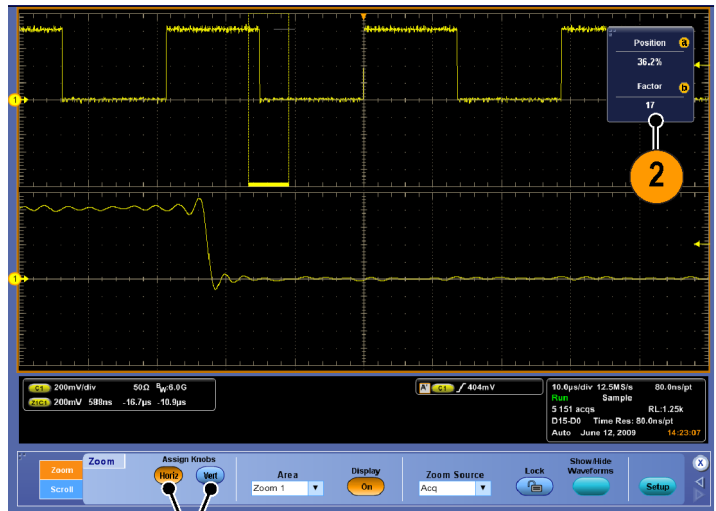 Position a
36.2%
Factor b
17
2
1
1
C1 200mV/div 50Ω BW:6.0G
Z1C1 200mV 588ns -16.7µs -10.9µs
A' C1 404mV
10.0µs/div 12.5MS/s 80.0ns/pt
Run Sample
5 151 acqs RL:1.25k
D15-D0 Time Res: 80.0ns/pt
Auto June 12, 2009 14:23:07
Zoom
Scroll
Zoom
Assign Knobs
Horiz Vert
Area
Zoom 1
Display
On
Zoom Source
Acq
Lock
Show/Hide
Waveforms
Setup
X